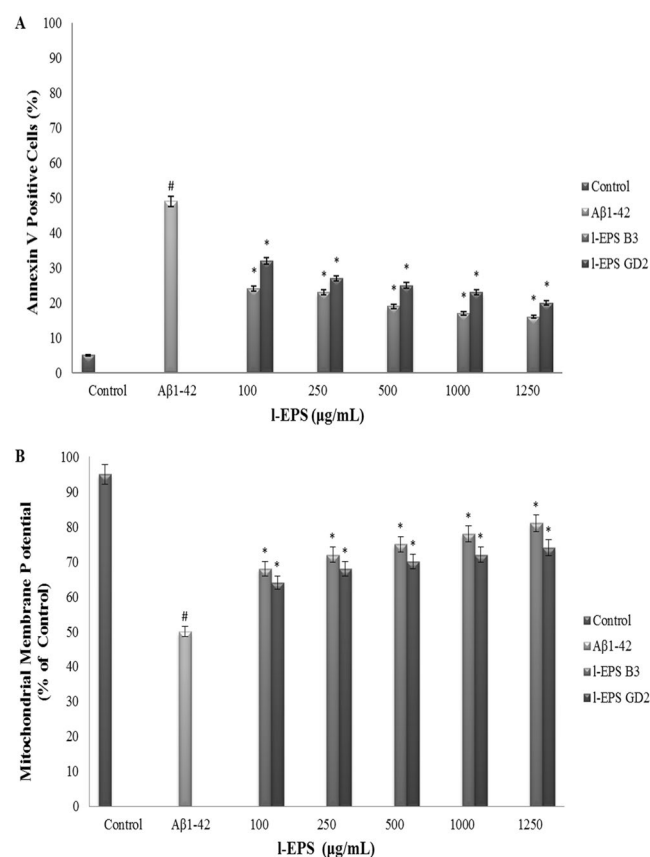 A
100
90
80
70
60
50
40
30
20
10
0
Annexin V Positive Cells (%)
#
* * * * * * * * * *
Control Aβ1-42 100 250 500 1000 1250
l-EPS (µg/mL)
Control
Aβ1-42
l-EPS B3
l-EPS GD2
B
100
90
80
70
60
50
40
30
20
10
0
Mitochondrial Membrane Potential
(% of Control)
#
* * * * * * * * * *
Control Aβ1-42 100 250 500 1000 1250
l-EPS (µg/mL)
Control
Aβ1-42
l-EPS B3
l-EPS GD2